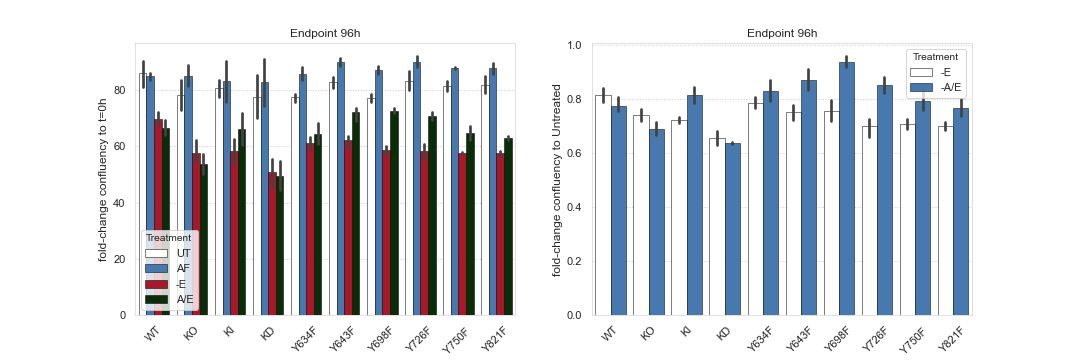 Endpoint 96h
fold-change confluency to t=0h
80
60
40
20
0
Treatment
UT
AF
-E
A/E
WT
KO
KI
KD
Y634F
Y643F
Y698F
Y726F
Y750F
Y821F
Endpoint 96h
fold-change confluency to Untreated
1.0
0.8
0.6
0.4
0.2
0.0
Treatment
-E
-A/E
WT
KO
KI
KD
Y634F
Y643F
Y698F
Y726F
Y750F
Y821F